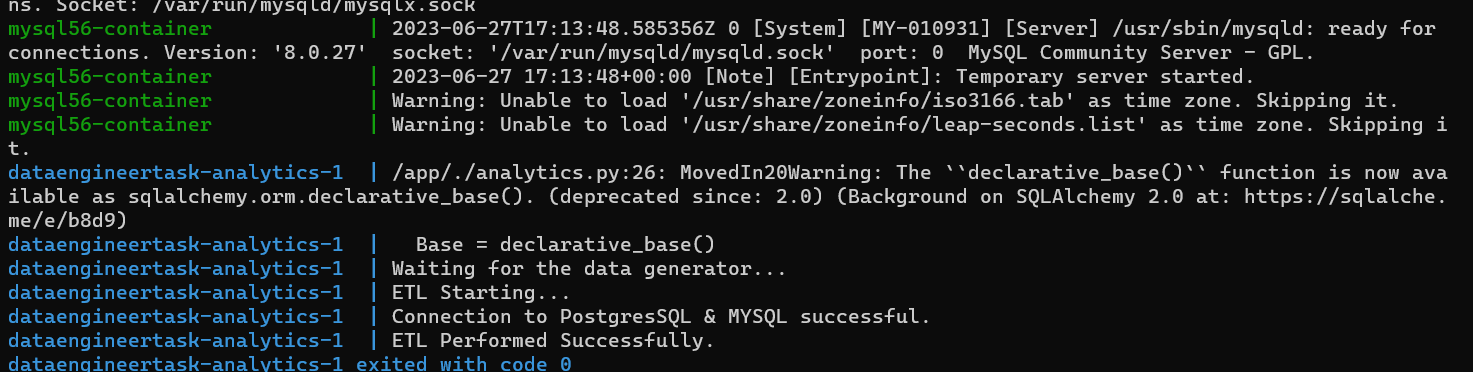 ns. Socket: /var/run/mysqld/mysqlx.sock
mysql56-container | 2023-06-27T17:13:48.585356Z 0 [System] [MY-010931] [Server] /usr/sbin/mysqld: ready for
connections. Version: '8.0.27'  socket: '/var/run/mysqld/mysqld.sock'  port: 0  MySQL Community Server - GPL.
mysql56-container | 2023-06-27 17:13:48+00:00 [Note] [Entrypoint]: Temporary server started.
mysql56-container | Warning: Unable to load '/usr/share/zoneinfo/iso3166.tab' as time zone. Skipping it.
mysql56-container | Warning: Unable to load '/usr/share/zoneinfo/leap-seconds.list' as time zone. Skipping i
t.
dataengineertask-analytics-1 | /app/./analytics.py:26: MovedIn20Warning: The ``declarative_base()`` function is now ava
ilable as sqlalchemy.orm.declarative_base(). (deprecated since: 2.0) (Background on SQLAlchemy 2.0 at: https://sqlalche.
me/e/b8d9)
dataengineertask-analytics-1 |   Base = declarative_base()
dataengineertask-analytics-1 | Waiting for the data generator...
dataengineertask-analytics-1 | ETL Starting...
dataengineertask-analytics-1 | Connection to PostgresSQL & MYSQL successful.
dataengineertask-analytics-1 | ETL Performed Successfully.
dataengineertask-analytics-1 exited with code 0